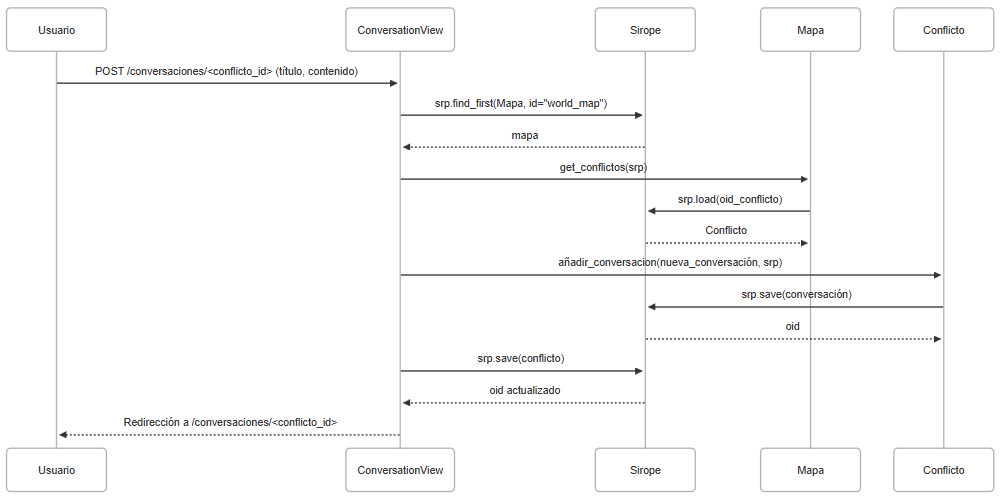 Usuario
ConversationView
Sirope
Mapa
Conflicto
POST /conversaciones/<conflicto_id> (título, contenido)
srp.find_first(Mapa, id="world_map")
mapa
get_conflictos(srp)
srp.load(oid_conflicto)
Conflicto
añadir_conversacion(nueva_conversación, srp)
srp.save(conversación)
oid
srp.save(conflicto)
oid actualizado
Redirección a /conversaciones/<conflicto_id>
Usuario
ConversationView
Sirope
Mapa
Conflicto